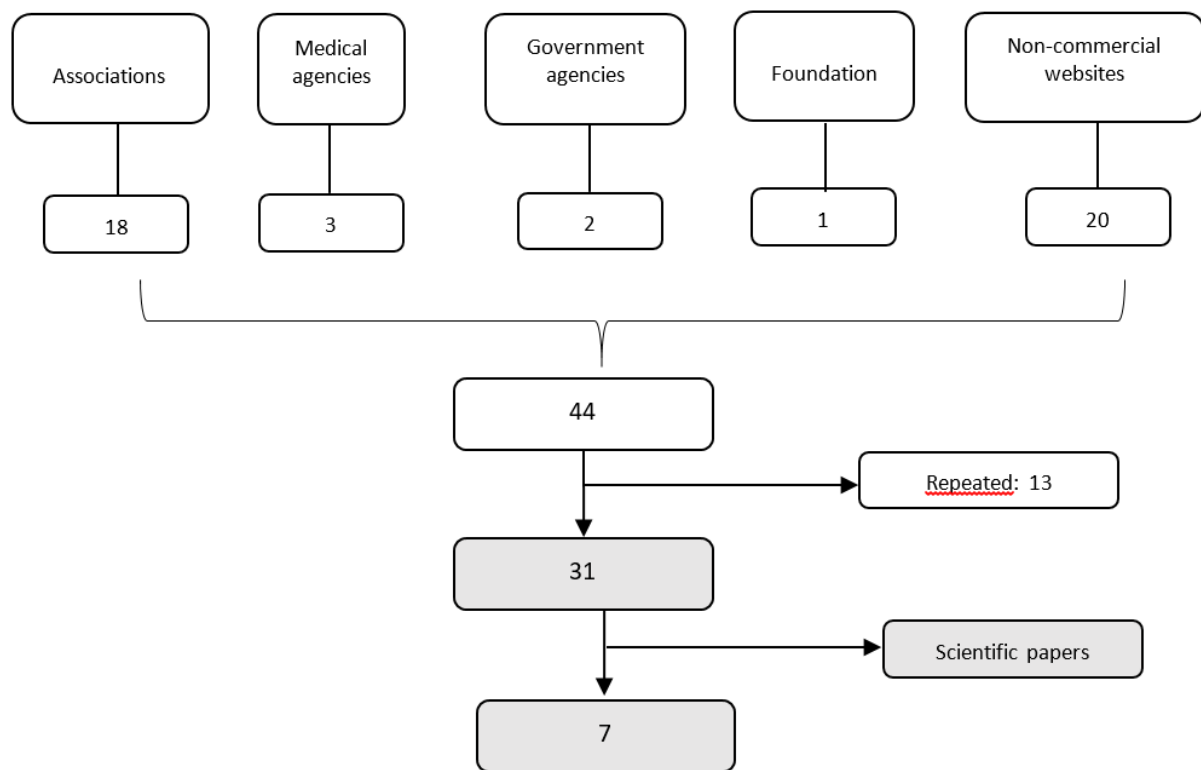 Associations
Medical
agencies
Government
agencies
Foundation
Non-commercial
websites
18
3
2
1
20
44
Repeated: 13
31
Scientific papers
7